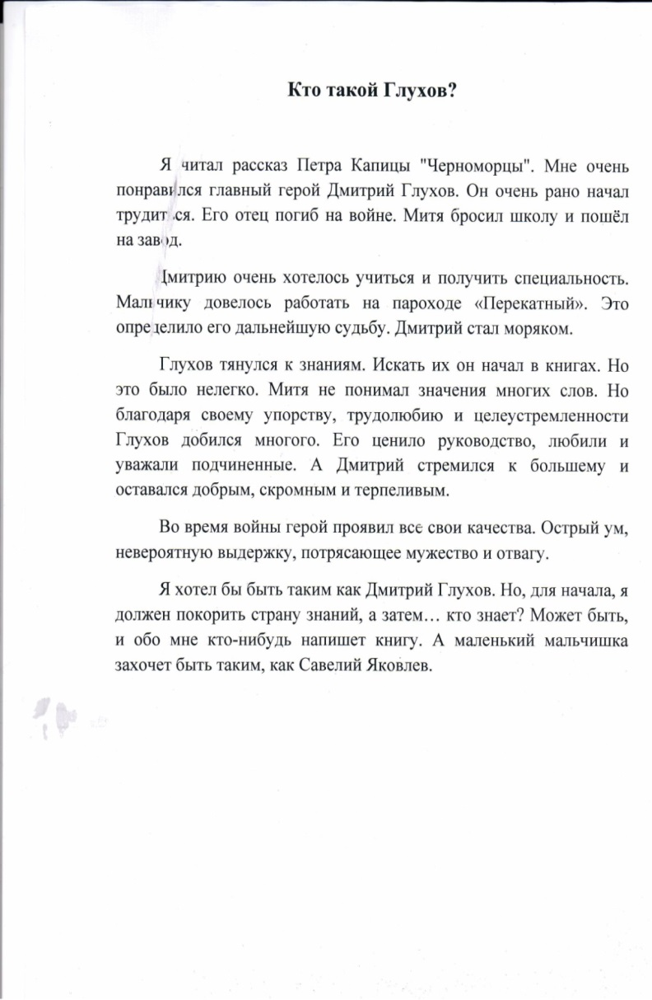 Кто такой Глухов?
Я читал рассказ Петра Капицы "Черноморцы". Мне очень
понравился главный герой Дмитрий Глухов. Он очень рано начал
трудиться. Его отец погиб на войне. Митя бросил школу и пошёл
на завод.
Дмитрию очень хотелось учиться и получить специальность.
Мальчику довелось работать на пароходе «Перекатный». Это
определило его дальнейшую судьбу. Дмитрий стал моряком.
Глухов тянулся к знаниям. Искать их он начал в книгах. Но
это было нелегко. Митя не понимал значения многих слов. Но
благодаря своему упорству, трудолюбию и целеустремленности
Глухов добился многого. Его ценило руководство, любили и
уважали подчиненные. А Дмитрий стремился к большему и
оставался добрым, скромным и терпеливым.
Во время войны герой проявил все свои качества. Острый ум,
невероятную выдержку, потрясающее мужество и отвагу.
Я хотел бы быть таким как Дмитрий Глухов. Но, для начала, я
должен покорить страну знаний, а затем… кто знает? Может быть,
и обо мне кто-нибудь напишет книгу. А маленький мальчишка
захочет быть таким, как Савелий Яковлев.